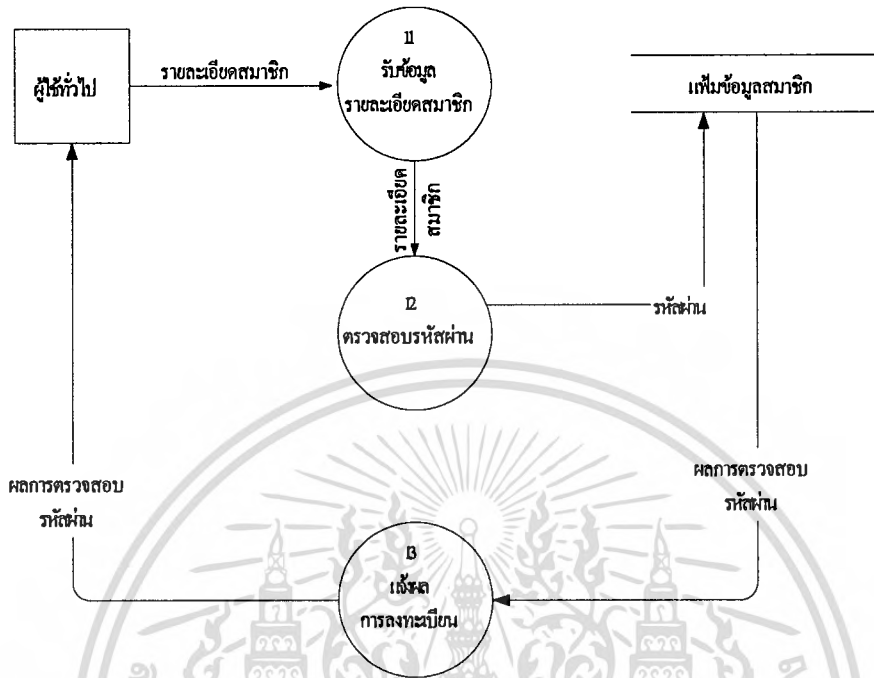 ผู้ใช้ทั่วไป
รายละเอียดสมาชิก
11
รับข้อมูล
รายละเอียดสมาชิก
แฟ้มข้อมูลสมาชิก
รายละเอียด
สมาชิก
12
ตรวจสอบรหัสผ่าน
รหัสผ่าน
ผลการตรวจสอบ
รหัสผ่าน
ผลการตรวจสอบ
รหัสผ่าน
13
แจ้งผล
การลงทะเบียน